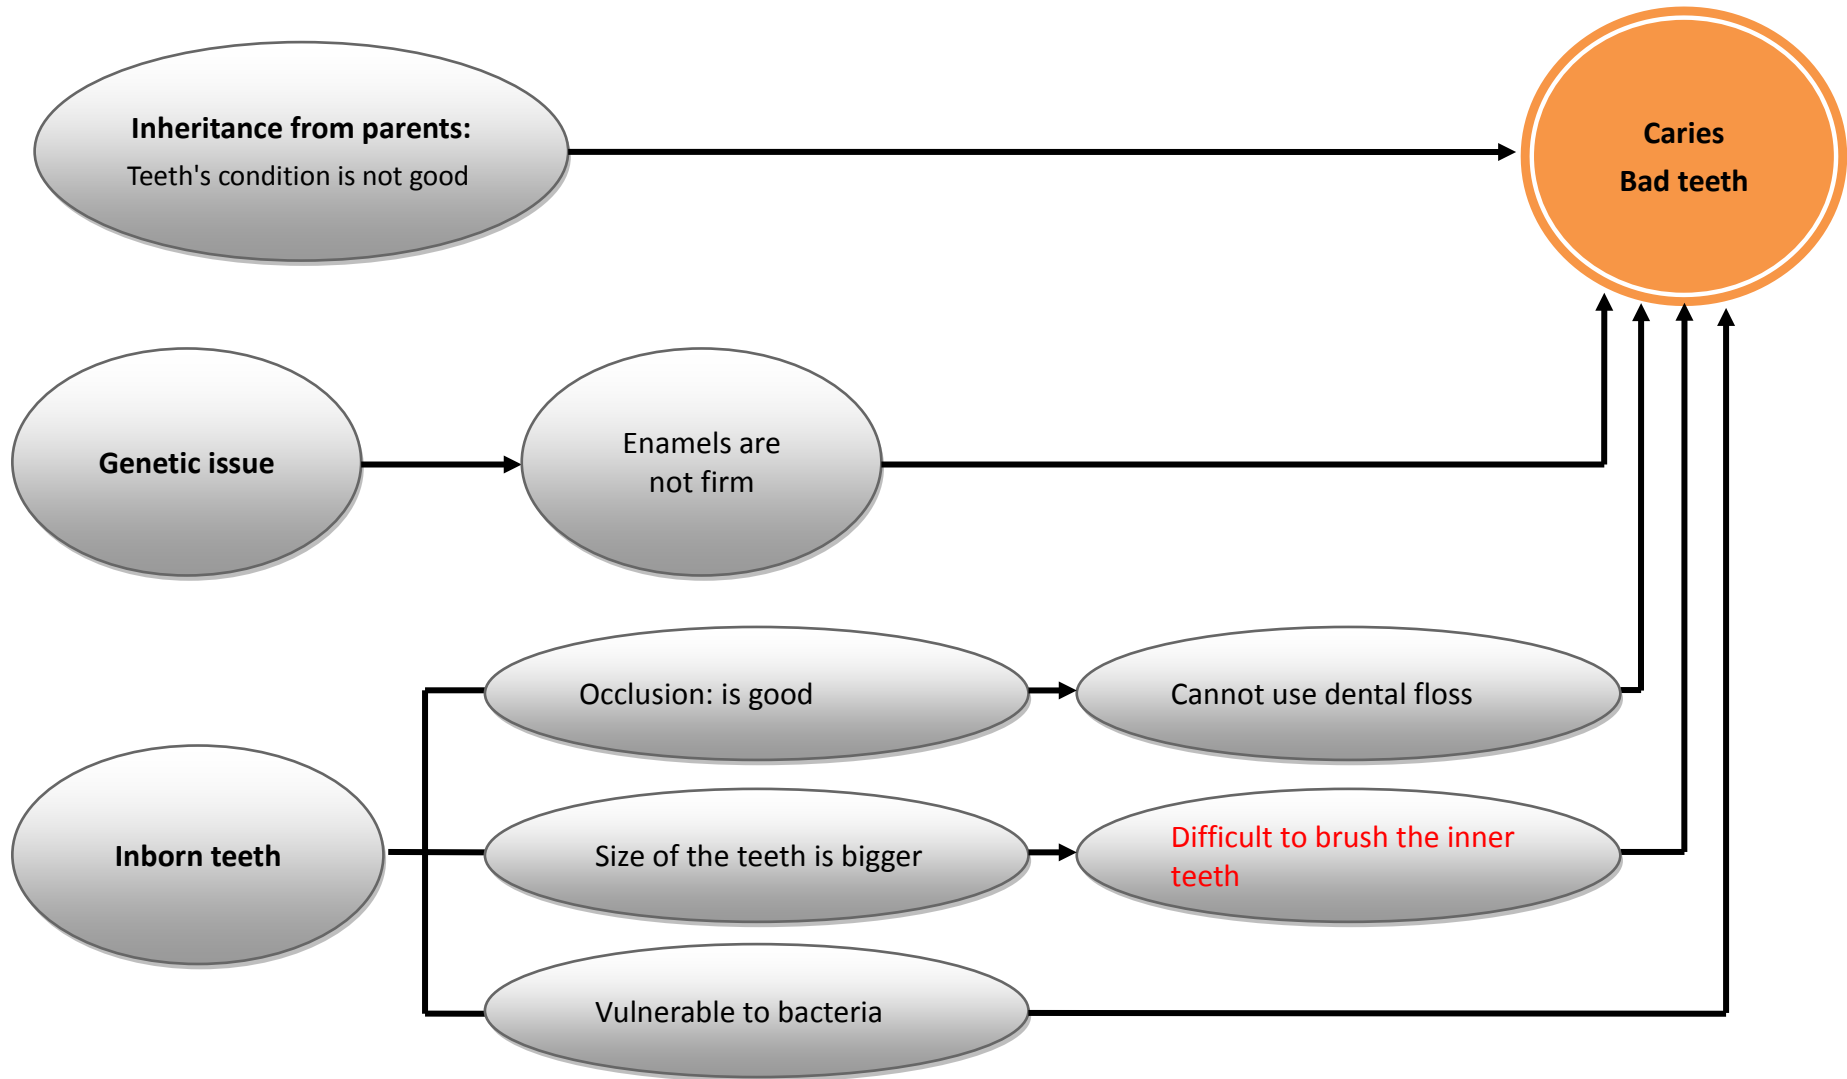 Inheritance from parents:
Teeth's condition is not good
Caries
Bad teeth
Genetic issue
Enamels are
not firm
Occlusion: is good
Cannot use dental floss
Inborn teeth
Size of the teeth is bigger
Difficult to brush the inner
teeth
Vulnerable to bacteria